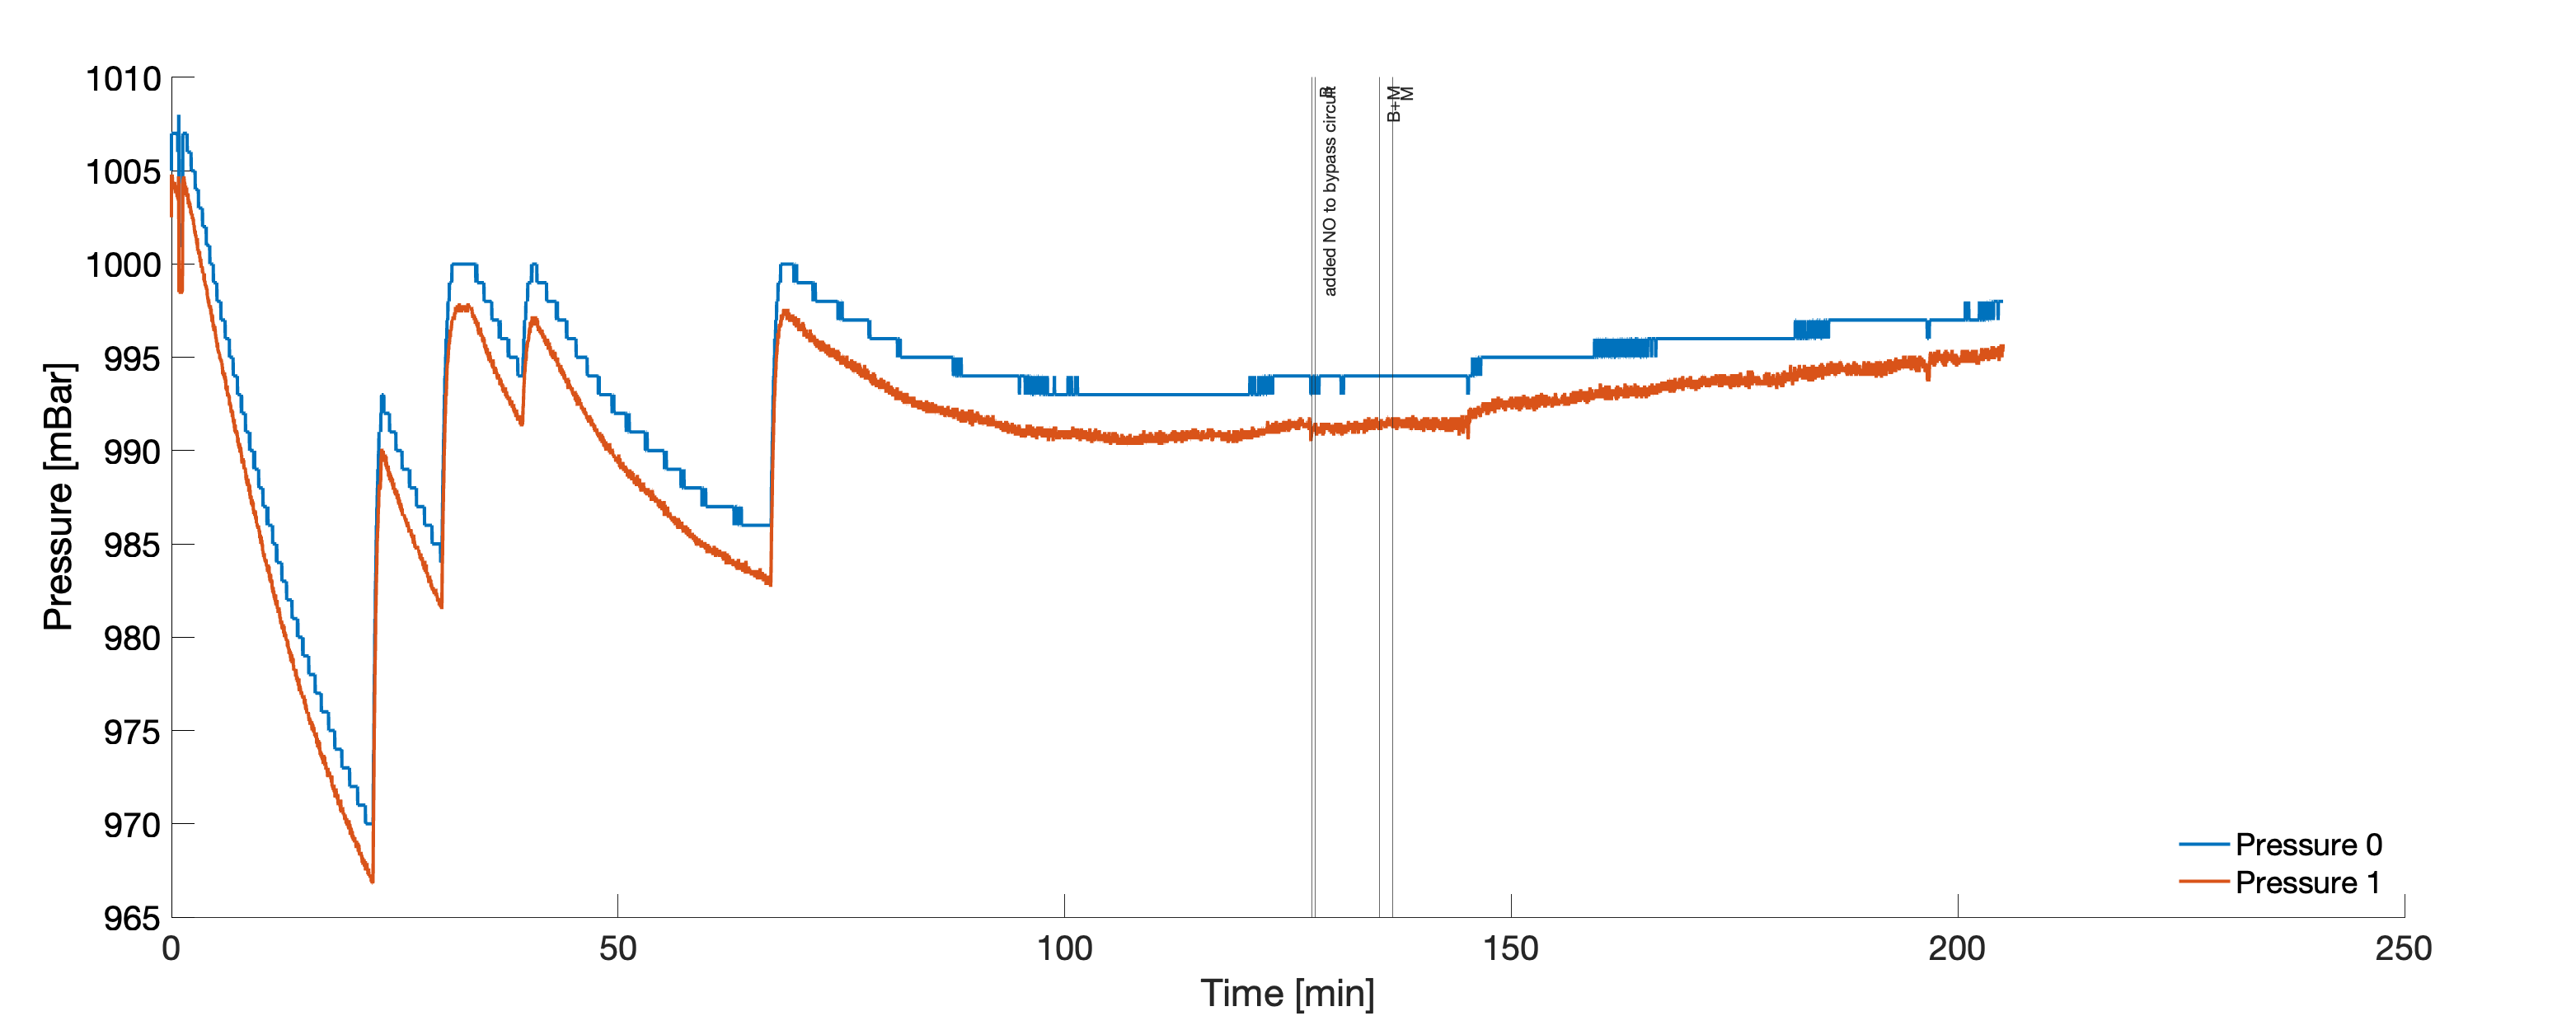 1010
1005
1000
995
990
985
980
975
970
965
Pressure [mBar]
0
50
100
150
200
250
Time [min]
added NO to bypass circuit
B
B+M
M
Pressure 0
Pressure 1